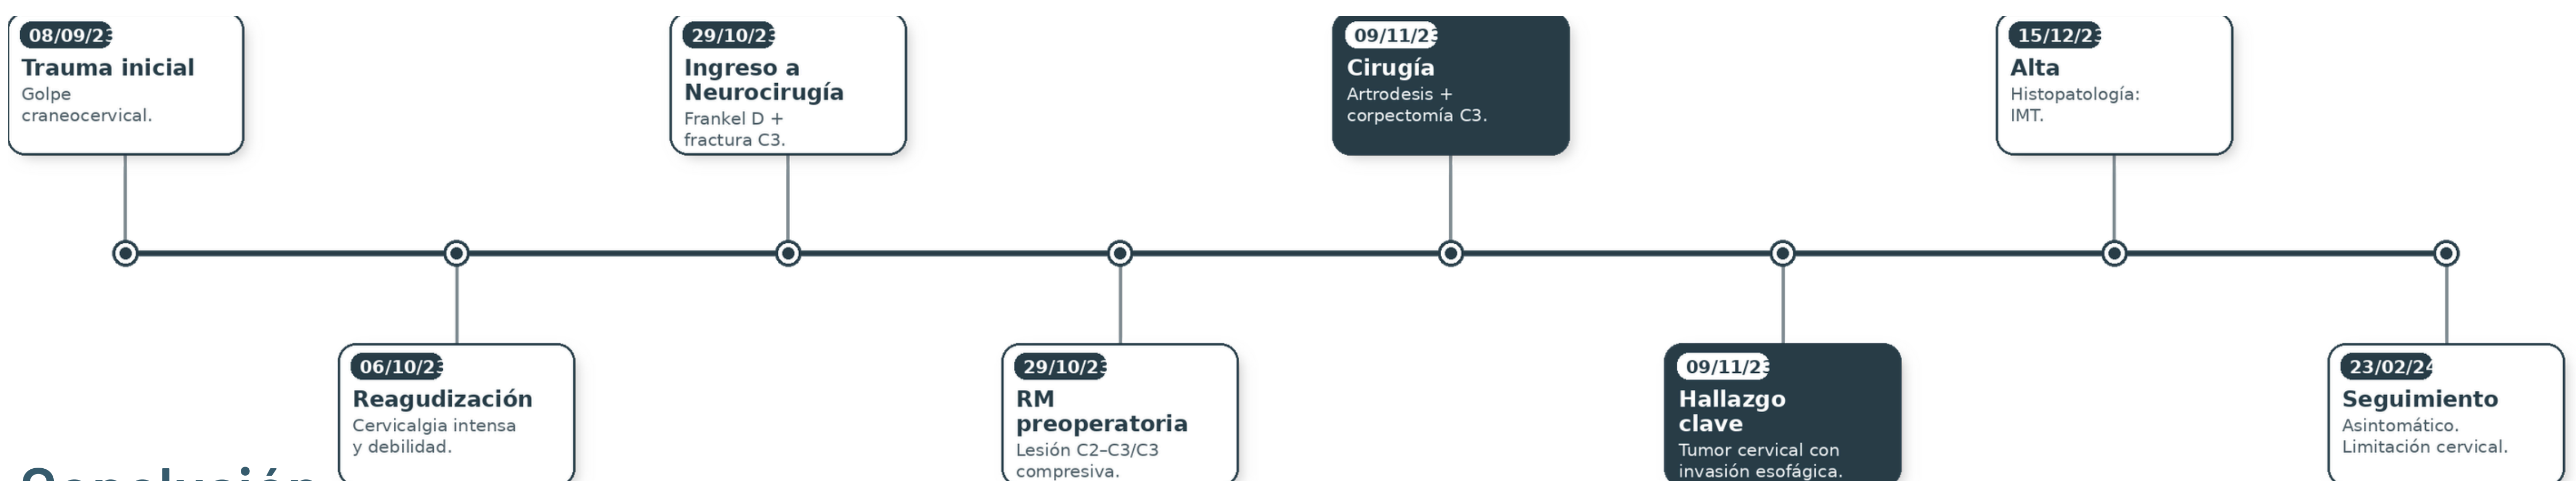 08/09/23
Trauma inicial
Golpe
craneocervical.
29/10/23
Ingreso a
Neurocirugía
Frankel D +
fractura C3.
09/11/23
Cirugía
Artrodesis +
corpectomía C3.
15/12/23
Alta
Histopatología:
IMT.
06/10/23
Reagudización
Cervicalgia intensa
y debilidad.
29/10/23
RM
preoperatoria
Lesión C2–C3/C3
compresiva.
09/11/23
Hallazgo
clave
Tumor cervical con
invasión esofágica.
23/02/24
Seguimiento
Asintomático.
Limitación cervical.
Conclusión